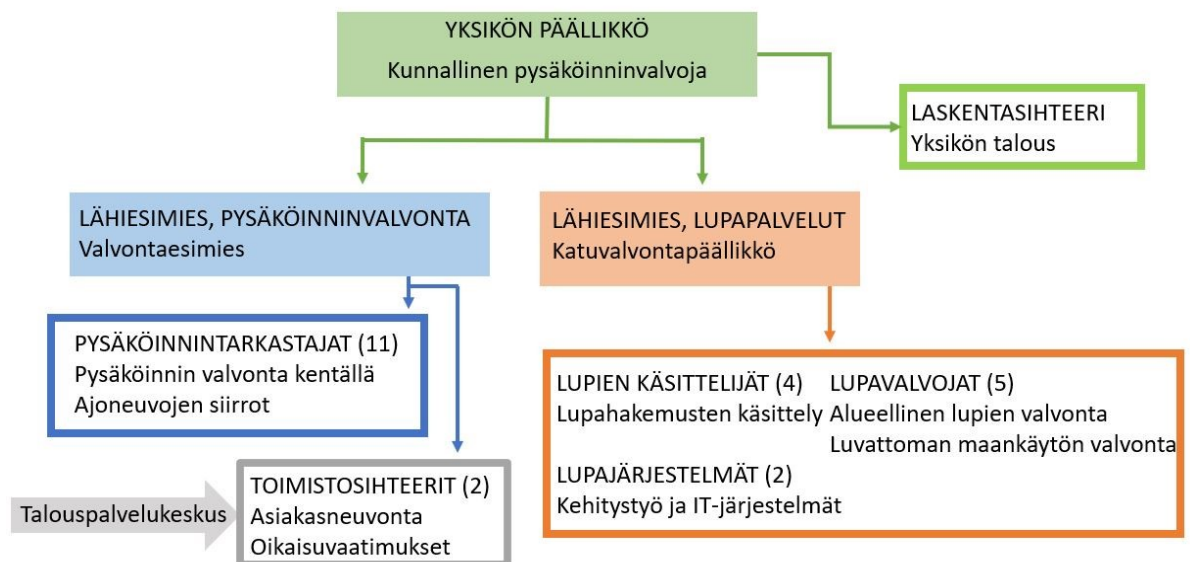 YKSIKÖN PÄÄLLIKKÖ
Kunnallinen pysäköinninvalvoja
LASKENTASIHTEERI
Yksikön talous
LÄHIESIMIES, PYSÄKÖINNINVALVONTA
Valvontaesimies
LÄHIESIMIES, LUPAPALVELUT
Katuvalvontapäällikkö
PYSÄKÖINNINTARKASTAJAT (11)
Pysäköinnin valvonta kentällä
Ajoneuvojen siirrot
Talouspalvelukeskus
TOIMISTOSIHTEERIT (2)
Asiakasneuvonta
Oikaisuvaatimukset
LUPIEN KÄSITTELIJÄT (4)
Lupahakemusten käsittely
LUPAVALVOJAT (5)
Alueellinen lupien valvonta
Luvattoman maankäytön valvonta
LUPAJÄRJESTELMÄT (2)
Kehitystyö ja IT-järjestelmät